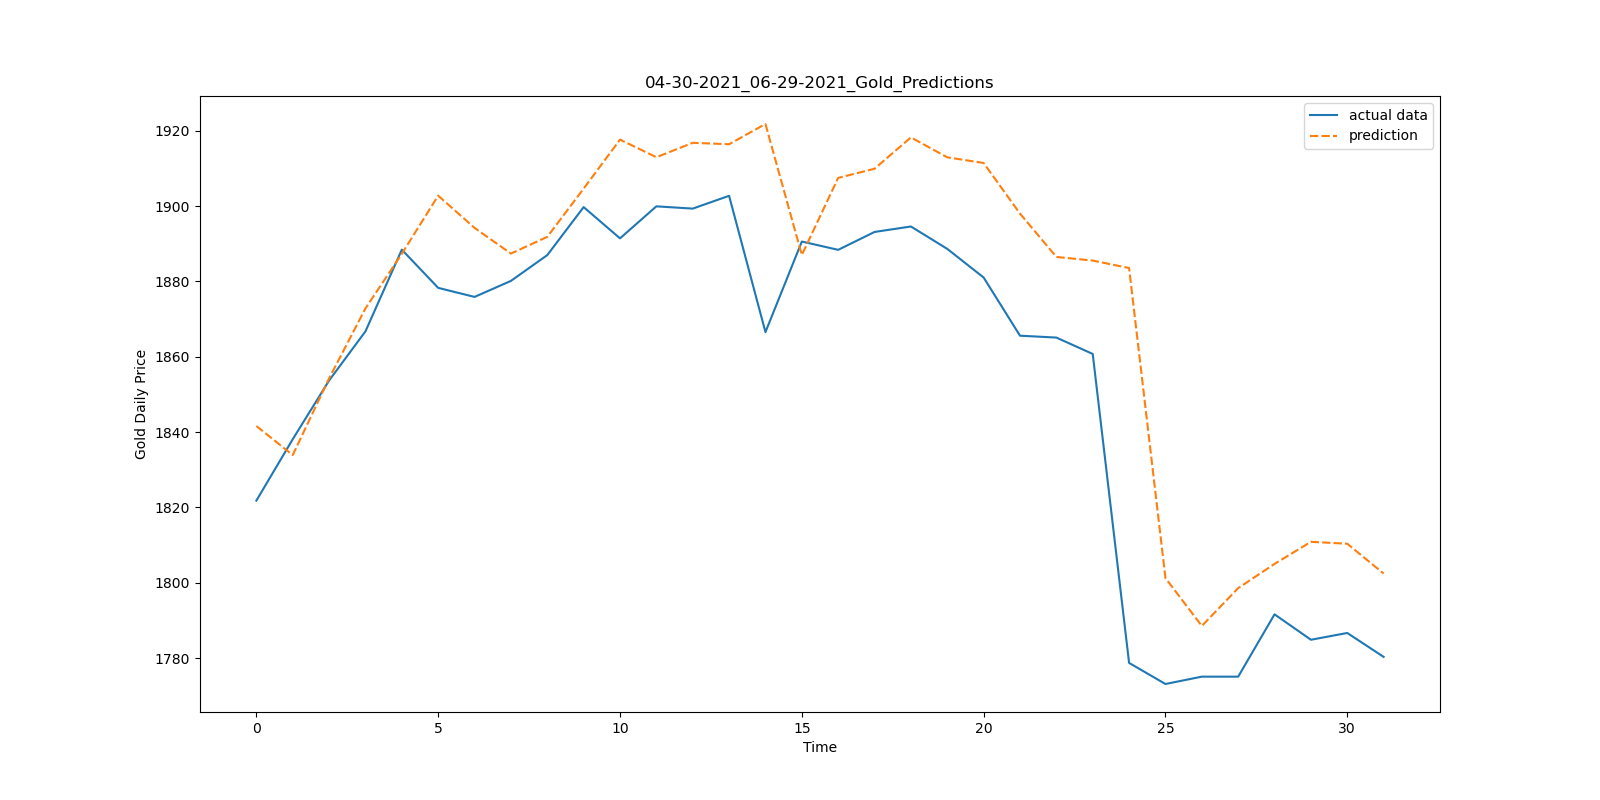 04-30-2021_06-29-2021_Gold_Predictions
actual data
prediction
Gold Daily Price
1920
1900
1880
1860
1840
1820
1800
1780
0 5 10 15 20 25 30
Time